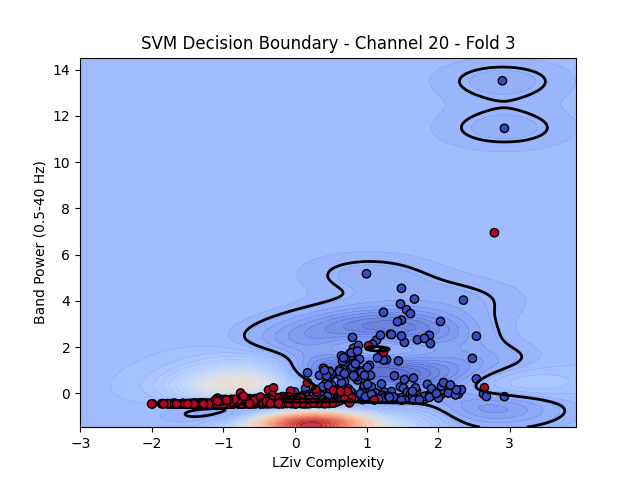 SVM Decision Boundary - Channel 20 - Fold 3
14
12
10
8
6
4
2
0
Band Power (0.5-40 Hz)
−3 −2 −1 0 1 2 3
LZiv Complexity